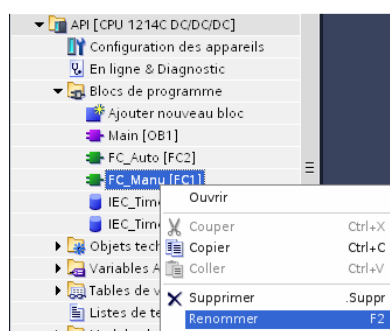 API [CPU 1214C DC/DC/DC]
Configuration des appareils
En ligne & Diagnostic
Blocs de programme
Ajouter nouveau bloc
Main [OB1]
FC_Auto [FC2]
FC_Manu [FC1]
IEC_Tim
Ouvrir
IEC_Tim
Couper Ctrl+X
Objets tech
Copier Ctrl+C
Variables A
Coller Ctrl+V
Tables de v
Supprimer .Suppr
Listes de te
Renommer F2